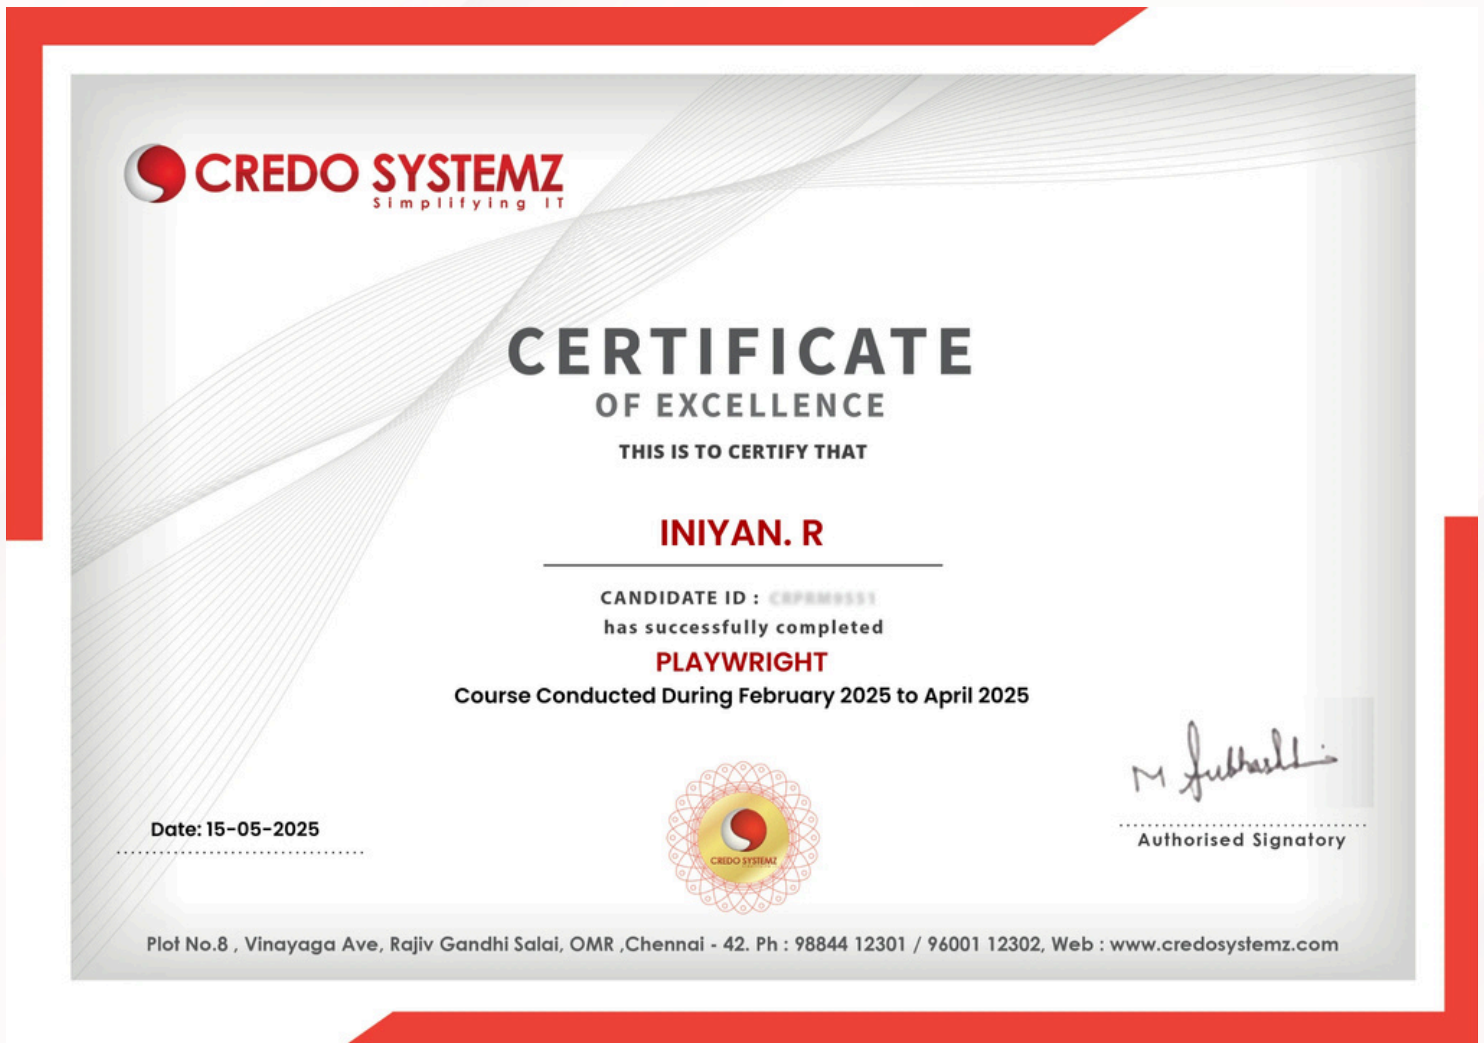 CREDO SYSTEMZ
Simplifying IT
CERTIFICATE
OF EXCELLENCE
THIS IS TO CERTIFY THAT
INIYAN. R
CANDIDATE ID :
has successfully completed
PLAYWRIGHT
Course Conducted During February 2025 to April 2025
Date: 15-05-2025
CREDO SYSTEMZ
Authorised Signatory
Plot No.8 , Vinayaga Ave, Rajiv Gandhi Salai, OMR ,Chennai - 42. Ph : 98844 12301 / 96001 12302, Web : www.credosystemz.com